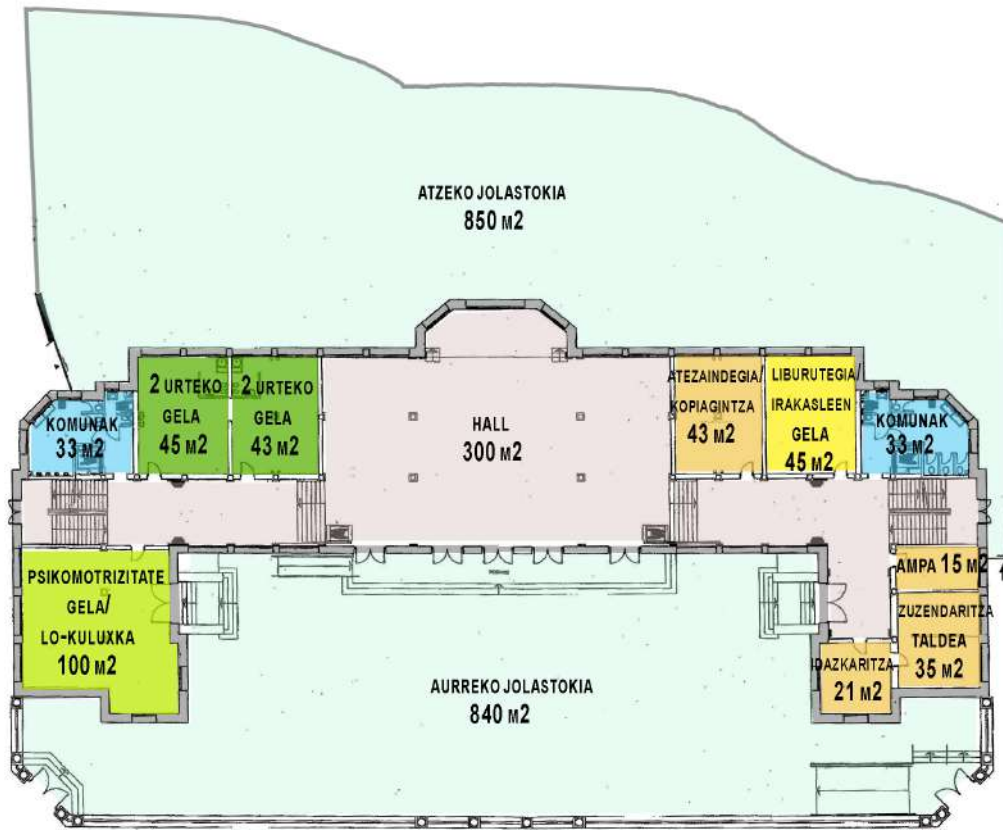 ATZEKO JOLASTOKIA
850 M2
KOMUNAK
33 M2
2 URTEKO
GELA
45 M2
2 URTEKO
GELA
43 M2
HALL
300 M2
ATEZAINDEGIA/
KOPIAGINTZA
43 M2
LIBURUTEGIA/
IRAKASLEEN
GELA
45 M2
KOMUNAK
33 M2
PSIKOMOTRIZITATE
GELA/
LO-KULUXKA
100 M2
AMPA 15 M2
ZUZENDARITZA
TALDEA
35 M2
IDAZKARITZA
21 M2
AURREKO JOLASTOKIA
840 M2